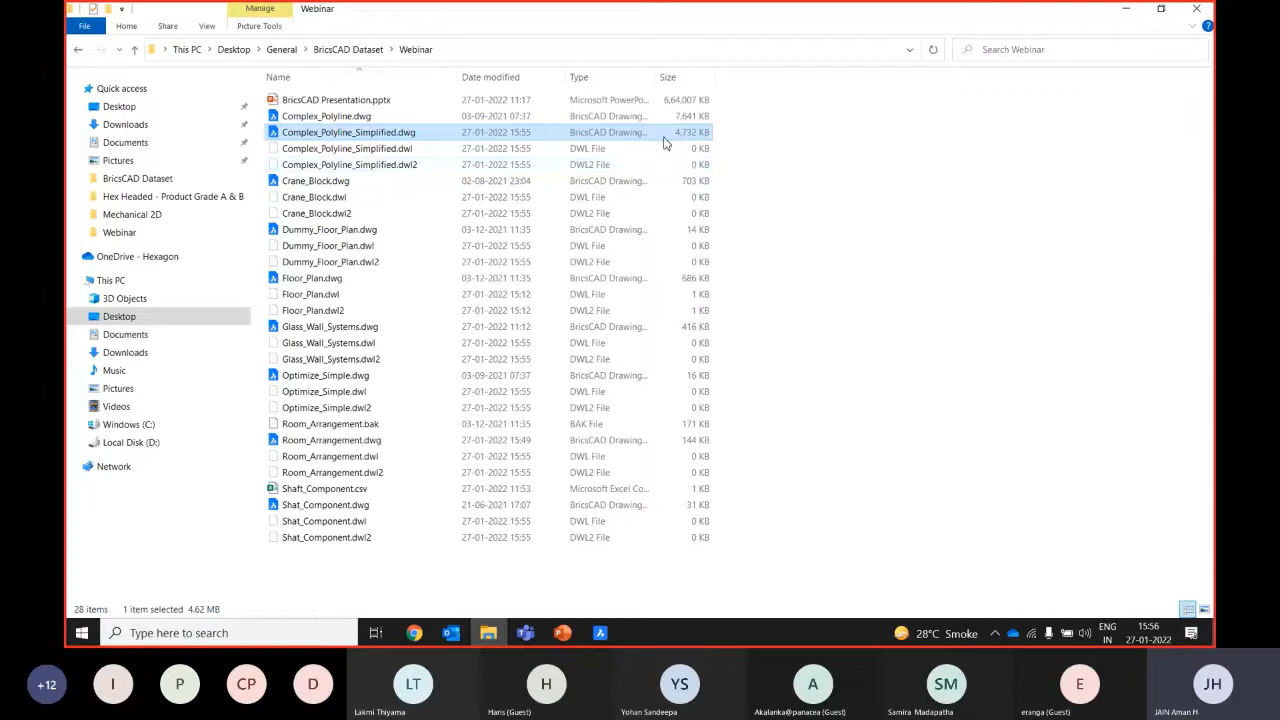 Manage
Webinar
File Home Share View Picture Tools
This PC Desktop General BricsCAD Dataset Webinar
Search Webinar
Name Date modified Type Size
Quick access
Desktop
Downloads
Documents
Pictures
BricsCAD Dataset
Hex Headed - Product Grade A & B
Mechanical 2D
Webinar
OneDrive - Hexagon
This PC
3D Objects
Desktop
Documents
Downloads
Music
Pictures
Videos
Windows (C:)
Local Disk (D:)
Network
BricsCAD Presentation.pptx 27-01-2022 11:17 Microsoft PowerPo... 6,64,007 KB
Complex_Polyline.dwg 03-09-2021 07:37 BricsCAD Drawing... 7,641 KB
Complex_Polyline_Simplified.dwg 27-01-2022 15:55 BricsCAD Drawing... 4,732 KB
Complex_Polyline_Simplified.dwl 27-01-2022 15:55 DWL File 0 KB
Complex_Polyline_Simplified.dwl2 27-01-2022 15:55 DWL2 File 0 KB
Crane_Block.dwg 02-08-2021 23:04 BricsCAD Drawing... 703 KB
Crane_Block.dwl 27-01-2022 15:55 DWL File 0 KB
Crane_Block.dwl2 27-01-2022 15:55 DWL2 File 0 KB
Dummy_Floor_Plan.dwg 03-12-2021 11:35 BricsCAD Drawing... 14 KB
Dummy_Floor_Plan.dwl 27-01-2022 15:55 DWL File 0 KB
Dummy_Floor_Plan.dwl2 27-01-2022 15:55 DWL2 File 0 KB
Floor_Plan.dwg 03-12-2021 11:35 BricsCAD Drawing... 686 KB
Floor_Plan.dwl 27-01-2022 15:12 DWL File 1 KB
Floor_Plan.dwl2 27-01-2022 15:12 DWL2 File 1 KB
Glass_Wall_Systems.dwg 27-01-2022 11:12 BricsCAD Drawing... 416 KB
Glass_Wall_Systems.dwl 27-01-2022 15:55 DWL File 0 KB
Glass_Wall_Systems.dwl2 27-01-2022 15:55 DWL2 File 0 KB
Optimize_Simple.dwg 03-09-2021 07:37 BricsCAD Drawing... 16 KB
Optimize_Simple.dwl 27-01-2022 15:55 DWL File 0 KB
Optimize_Simple.dwl2 27-01-2022 15:55 DWL2 File 0 KB
Room_Arrangement.bak 03-12-2021 11:35 BAK File 171 KB
Room_Arrangement.dwg 27-01-2022 15:49 BricsCAD Drawing... 144 KB
Room_Arrangement.dwl 27-01-2022 15:55 DWL File 0 KB
Room_Arrangement.dwl2 27-01-2022 15:55 DWL2 File 0 KB
Shaft_Component.csv 27-01-2022 11:53 Microsoft Excel Co... 1 KB
Shat_Component.dwg 21-06-2021 17:07 BricsCAD Drawing... 31 KB
Shat_Component.dwl 27-01-2022 15:55 DWL File 0 KB
Shat_Component.dwl2 27-01-2022 15:55 DWL2 File 0 KB
28 items 1 item selected 4.62 MB
Type here to search
28°C Smoke
ENG
IN
15:56
27-01-2022
+12 I P CP D LT H YS A SM E JH
Lakmi Thiyama Haris (Guest) Yohan Sandeepa Akalanka@panacea (Guest) Samira Madapatha eranga (Guest) JAIN Aman H